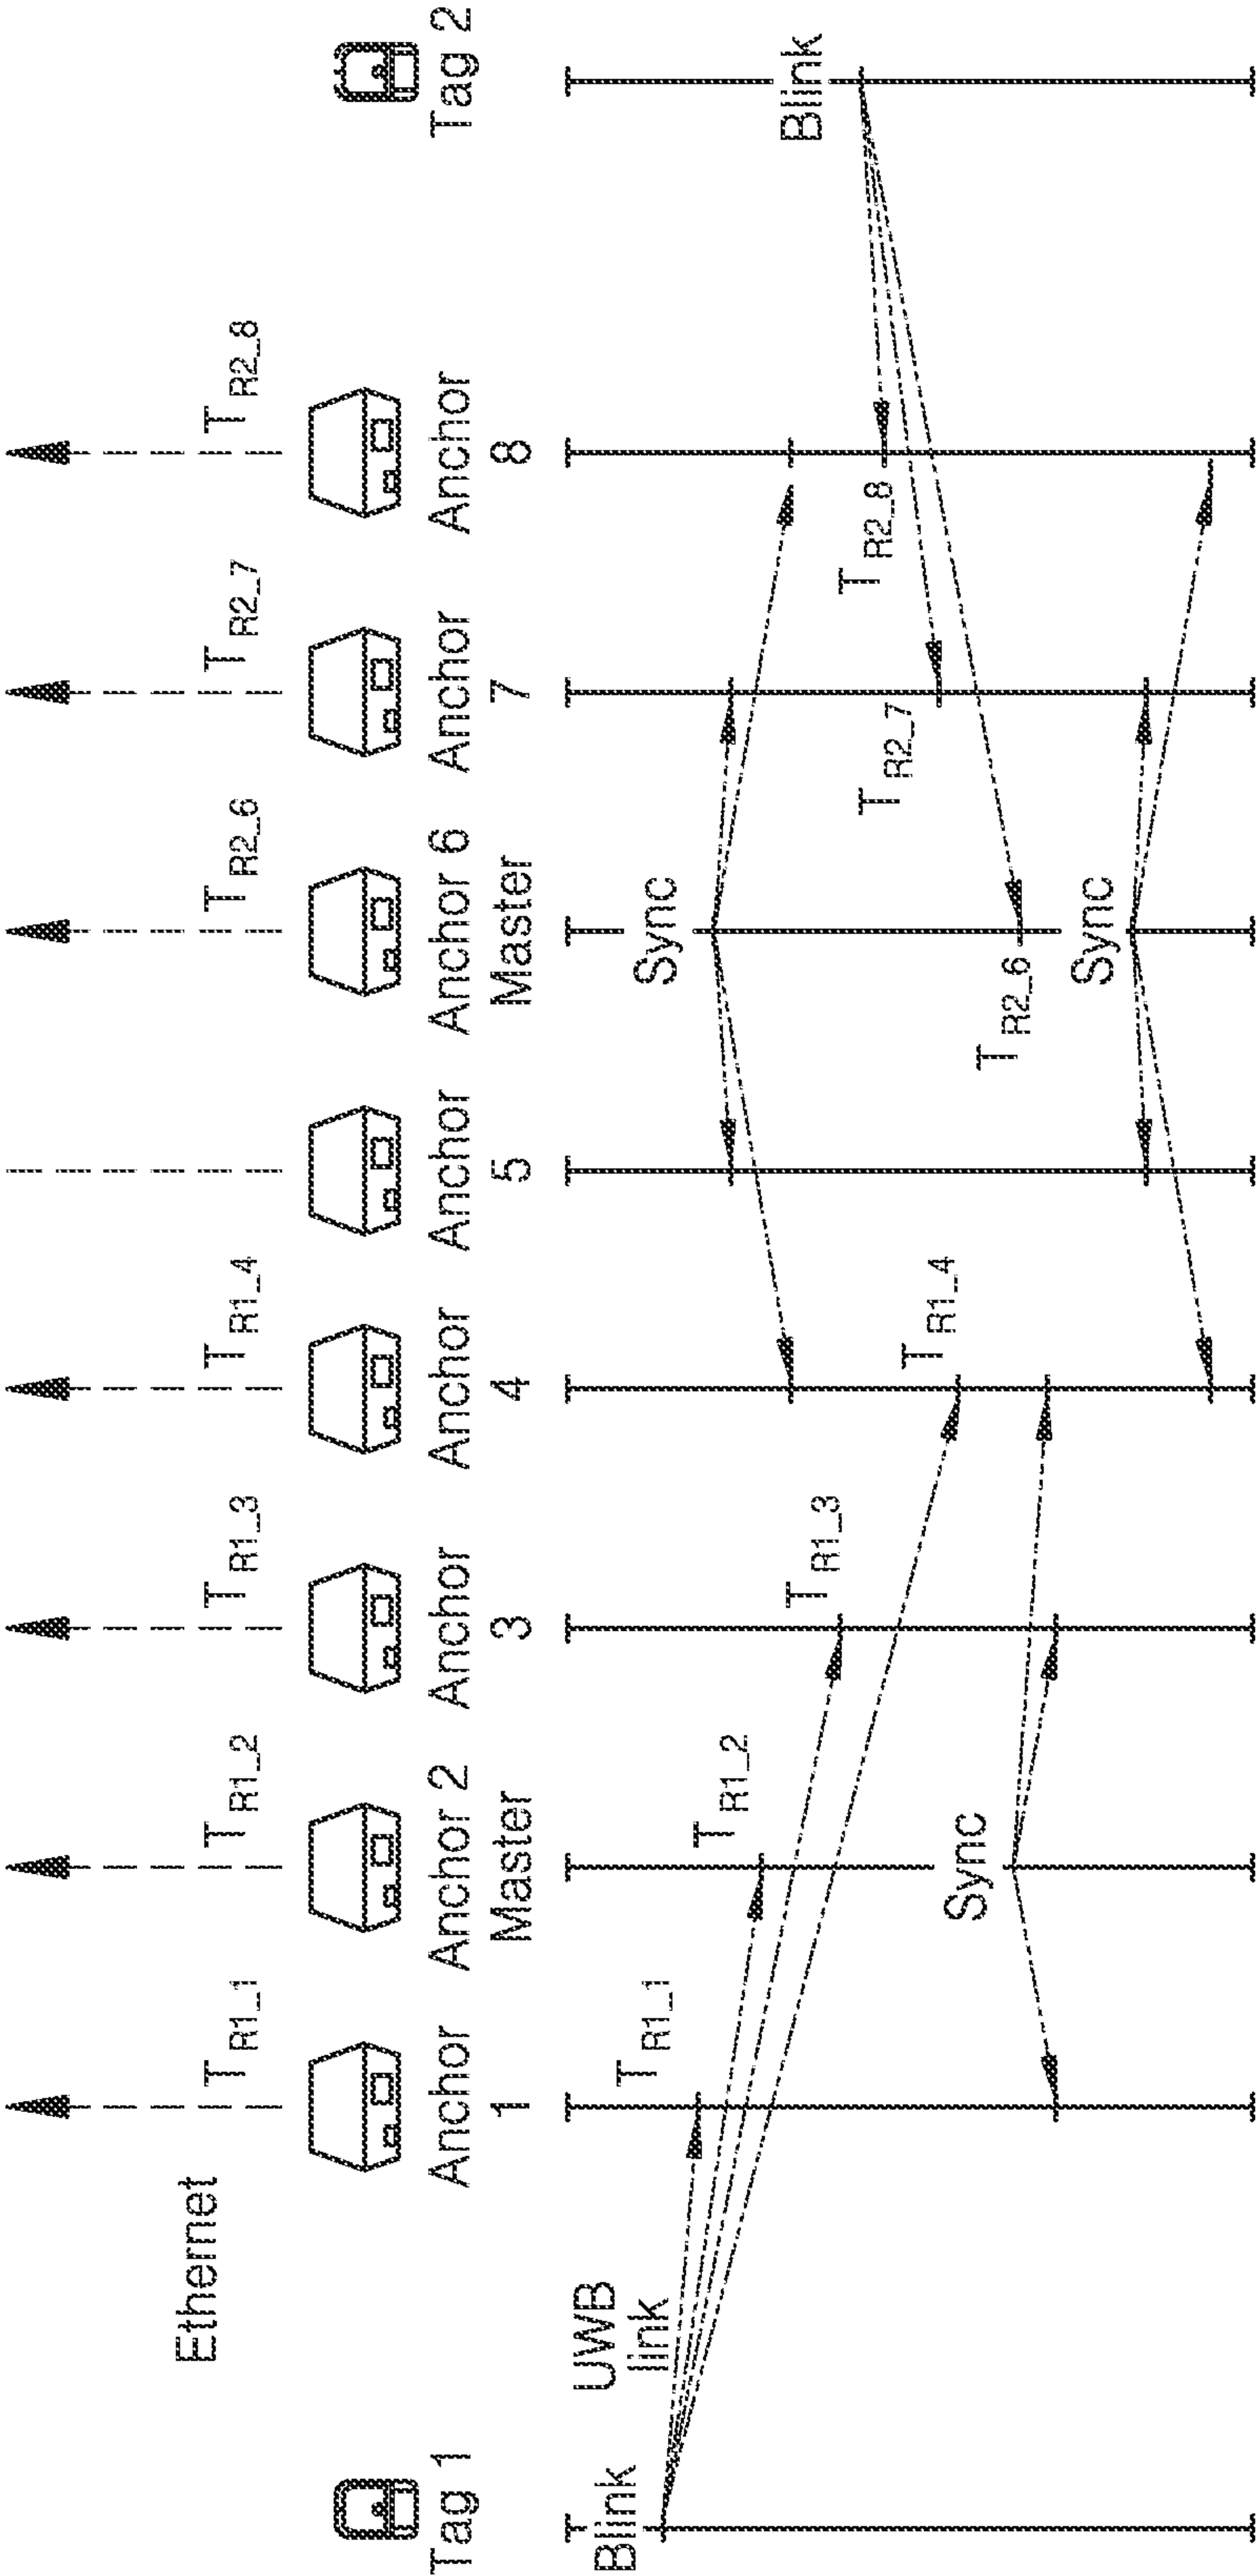 Ethernet
T R1_1
T R1_2
T R1_3
T R1_4
T R2_6
T R2_7
T R2_8
Tag 1
Anchor
1
Anchor 2
Master
Anchor
3
Anchor
4
Anchor
5
Anchor 6
Master
Anchor
7
Anchor
8
Tag 2
Blink
UWB
link
T R1_1
T R1_2
T R1_3
T R1_4
Sync
Sync
T R2_6
Sync
T R2_7
T R2_8
Blink